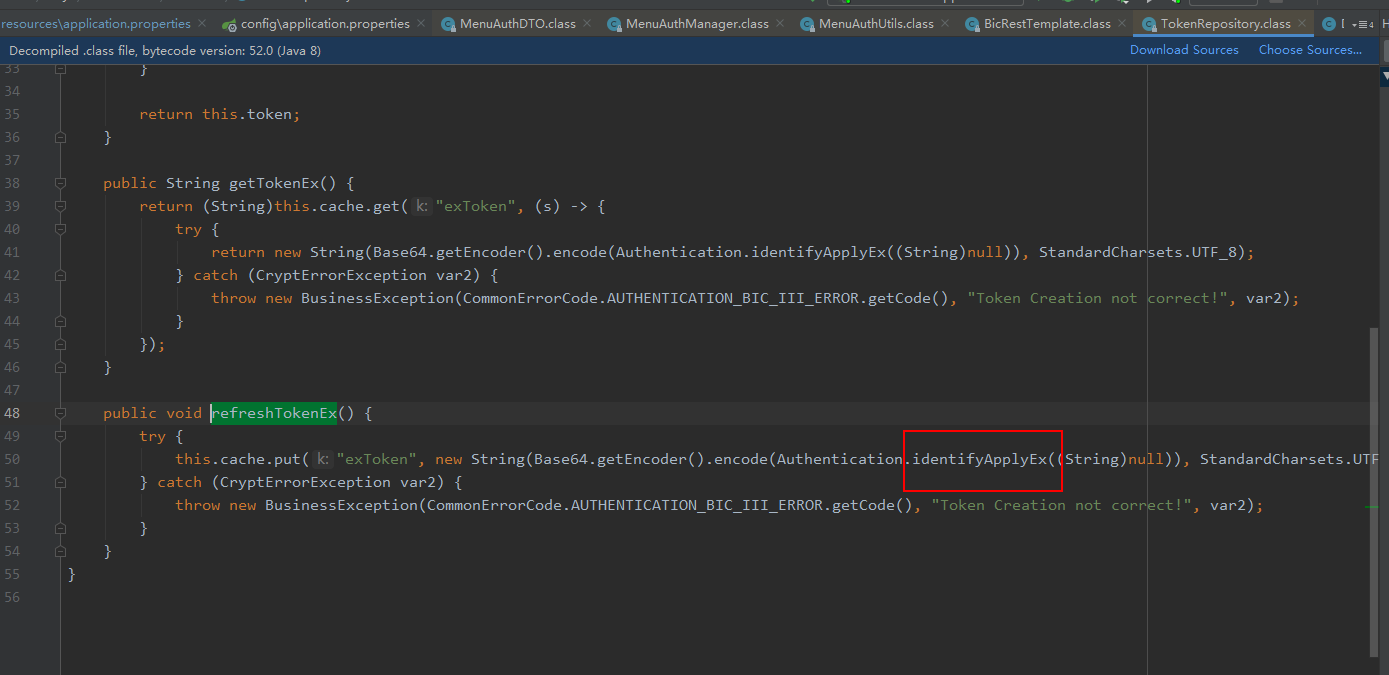 resources\application.properties config\application.properties MenuAuthDTO.class MenuAuthManager.class MenuAuthUtils.class BicRestTemplate.class TokenRepository.class
Decompiled .class file, bytecode version: 52.0 (Java 8) Download Sources Choose Sources...
33 }
34
35 return this.token;
36 }
37
38 public String getTokenEx() {
39 return (String)this.cache.get( k: "exToken", (s) -> {
40 try {
41 return new String(Base64.getEncoder().encode(Authentication.identifyApplyEx((String)null)), StandardCharsets.UTF_8);
42 } catch (CryptErrorException var2) {
43 throw new BusinessException(CommonErrorCode.AUTHENTICATION_BIC_III_ERROR.getCode(), "Token Creation not correct!", var2);
44 }
45 });
46 }
47
48 public void refreshTokenEx() {
49 try {
50 this.cache.put( k: "exToken", new String(Base64.getEncoder().encode(Authentication.identifyApplyEx((String)null)), StandardCharsets.UTF
51 } catch (CryptErrorException var2) {
52 throw new BusinessException(CommonErrorCode.AUTHENTICATION_BIC_III_ERROR.getCode(), "Token Creation not correct!", var2);
53 }
54 }
55 }
56